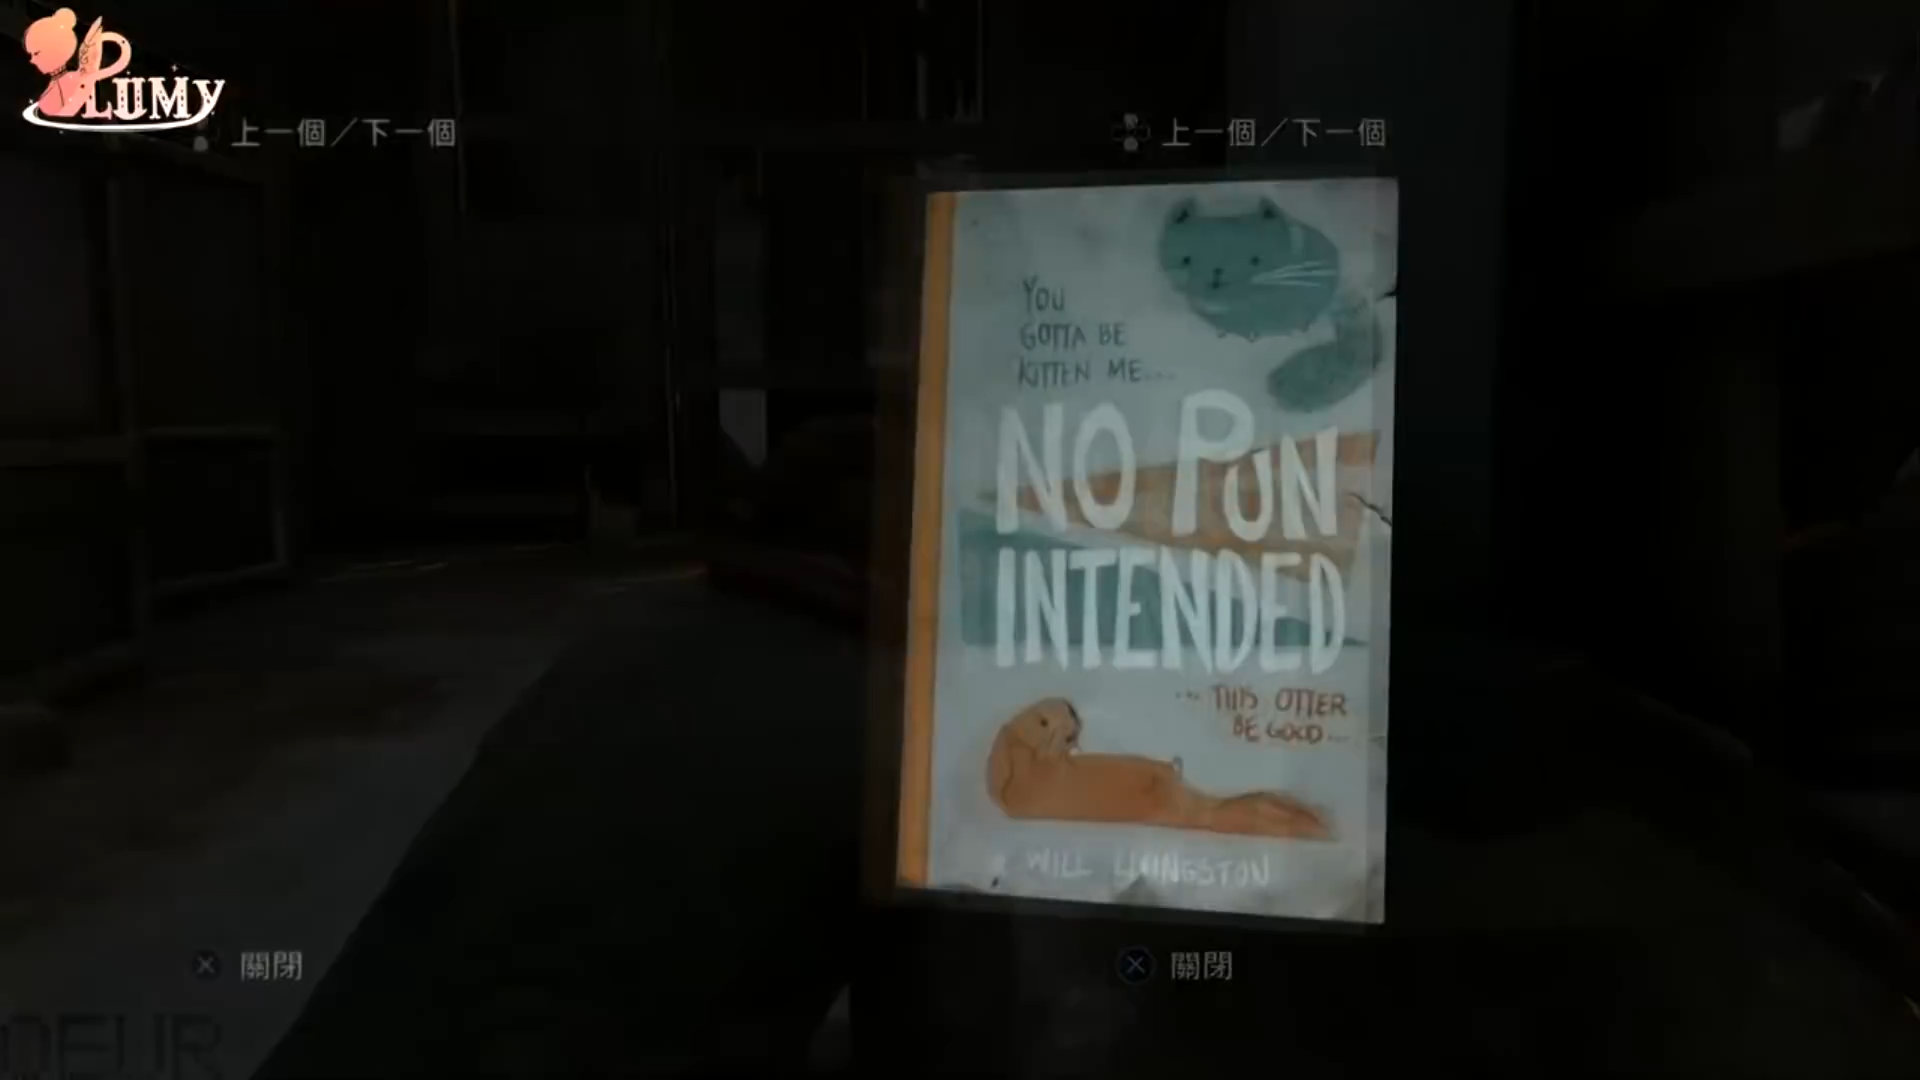 PLUMY
上一個／下一個
上一個／下一個
YOU
GOTTA BE
KITTEN ME...
NO PUN
INTENDED
... THIS OTTER
BE GOOD...
WILL LIVINGSTON
關閉
關閉